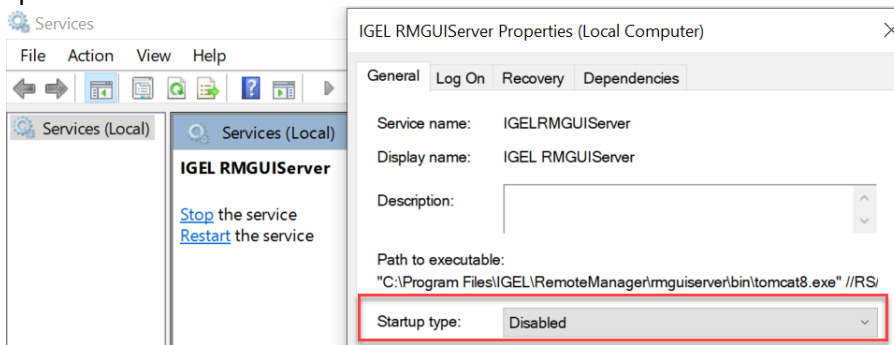 Services
File Action View Help
Services (Local)
Services (Local)
IGEL RMGUIServer
Stop the service
Restart the service
IGEL RMGUIServer Properties (Local Computer)
General Log On Recovery Dependencies
Service name: IGELRMGUIServer
Display name: IGEL RMGUIServer
Description:
Path to executable:
"C:\Program Files\IGEL\RemoteManager\rmguiserver\bin\tomcat8.exe" //RS/
Startup type: Disabled